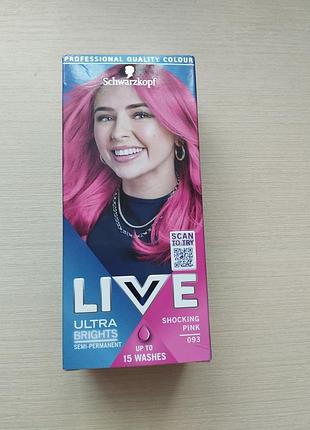 PROFESSIONAL QUALITY COLOUR
Schwarzkopf
SCAN
TO TRY
LIVE
ULTRA
BRIGHTS
SEMI-PERMANENT
SHOCKING
PINK
093
UP TO
15 WASHES